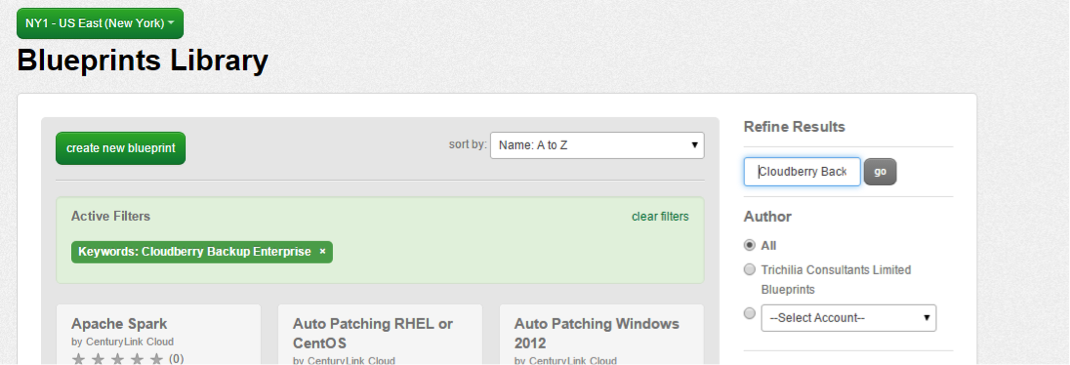 NY1 - US East (New York)
Blueprints Library
create new blueprint
sort by: Name: A to Z
Active Filters
clear filters
Keywords: Cloudberry Backup Enterprise ×
Apache Spark
by CenturyLink Cloud
(0)
Auto Patching RHEL or
CentOS
by CenturyLink Cloud
Auto Patching Windows
2012
by CenturyLink Cloud
Refine Results
Cloudberry Back
go
Author
All
Trichilia Consultants Limited
Blueprints
--Select Account--